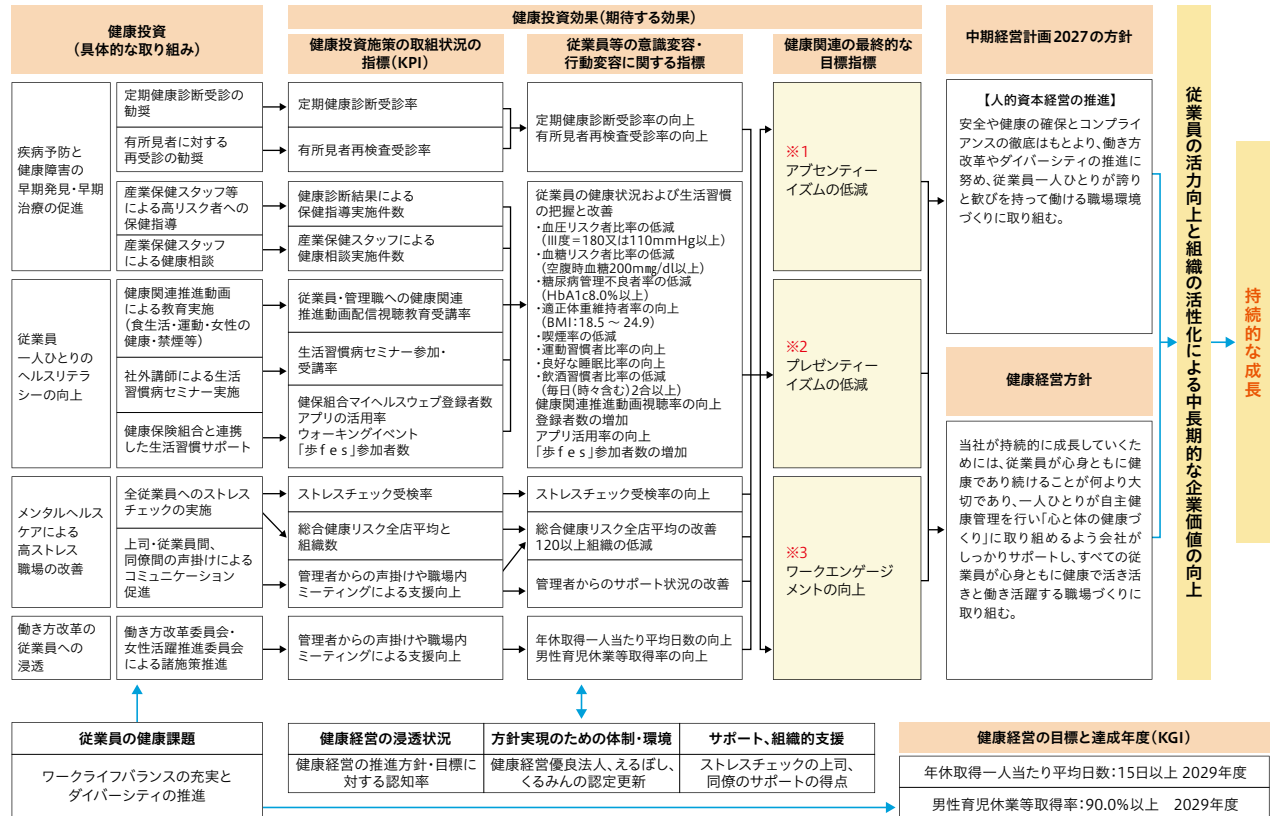 健康投資
(具体的な取り組み)
健康投資効果(期待する効果)
健康投資施策の取組状況の
指標(KPI)
従業員等の意識変容・
行動変容に関する指標
健康関連の最終的な
目標指標
中期経営計画2027の方針
疾病予防と
健康障害の
早期発見・早期
治療の促進
定期健康診断受診の
勧奨
有所見者に対する
再受診の勧奨
産業保健スタッフ等
による高リスク者への
保健指導
産業保健スタッフ
による健康相談
従業員
一人ひとりの
ヘルスリテラ
シーの向上
健康関連推進動画
による教育実施
(食生活・運動・女性の
健康・禁煙等)
社外講師による生活
習慣病セミナー実施
健康保険組合と連携
した生活習慣サポート
メンタルヘルス
ケアによる
高ストレス
職場の改善
全従業員へのストレス
チェックの実施
上司・従業員間、
同僚間の声掛けによる
コミュニケーション
促進
働き方改革の
従業員への
浸透
働き方改革委員会・
女性活躍推進委員会
による諸施策推進
定期健康診断受診率
有所見者再検査受診率
健康診断結果による
保健指導実施件数
産業保健スタッフによる
健康相談実施件数
従業員・管理職への健康関連
推進動画配信視聴教育受講率
生活習慣病セミナー参加・
受講率
健保組合マイヘルスウェブ登録者数
アプリの活用率
ウォーキングイベント
「歩ｆｅｓ」参加者数
ストレスチェック受検率
総合健康リスク全店平均と
組織数
管理者からの声掛けや職場内
ミーティングによる支援向上
管理者からの声掛けや職場内
ミーティングによる支援向上
定期健康診断受診率の向上
有所見者再検査受診率の向上
従業員の健康状況および生活習慣
の把握と改善
・血圧リスク者比率の低減
(Ⅲ度＝180又は110mmHg以上)
・血糖リスク者比率の低減
(空腹時血糖200mg/dl以上)
・糖尿病管理不良者率の低減
(HbA1c8.0%以上)
・適正体重維持者率の向上
(BMI:18.5 ～ 24.9)
・喫煙率の低減
・運動習慣者比率の向上
・良好な睡眠比率の向上
・飲酒習慣者比率の低減
(毎日(時々含む)2合以上)
健康関連推進動画視聴率の向上
登録者数の増加
アプリ活用率の向上
「歩ｆｅｓ」参加者数の増加
ストレスチェック受検率の向上
総合健康リスク全店平均の改善
120以上組織の低減
管理者からのサポート状況の改善
年休取得一人当たり平均日数の向上
男性育児休業等取得率の向上
※1
アブセンティー
イズムの低減
※2
プレゼンティー
イズムの低減
※3
ワークエンゲージ
メントの向上
【人的資本経営の推進】
安全や健康の確保とコンプライ
アンスの徹底はもとより、働き方
改革やダイバーシティの推進に
努め、従業員一人ひとりが誇り
と歓びを持って働ける職場環境
づくりに取り組む。
健康経営方針
当社が持続的に成長していくた
めには、従業員が心身ともに健
康であり続けることが何より大
切であり、一人ひとりが自主健
康管理を行い「心と体の健康づ
くり」に取り組めるよう会社が
しっかりサポートし、すべての従
業員が心身ともに健康で活き活
きと働き活躍する職場づくりに
取り組む。
従業員の活力向上と組織の活性化による中長期的な企業価値の向上
持続的な成長
従業員の健康課題
ワークライフバランスの充実と
ダイバーシティの推進
健康経営の浸透状況
健康経営の推進方針・目標に
対する認知率
方針実現のための体制・環境
健康経営優良法人、えるぼし、
くるみんの認定更新
サポート、組織的支援
ストレスチェックの上司、
同僚のサポートの得点
健康経営の目標と達成年度(KGI)
年休取得一人当たり平均日数:15日以上 2029年度
男性育児休業等取得率:90.0%以上 2029年度